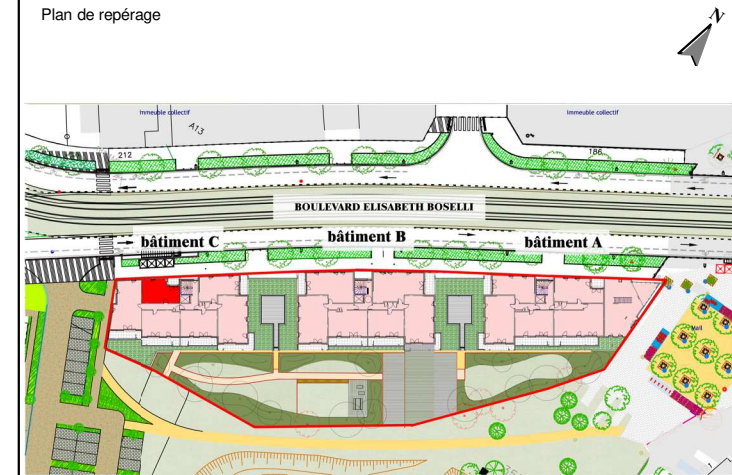 Plan de repérage
N
Immeuble collectif
Immeuble collectif
A13
212
186
BOULEVARD ELISABETH BOSELLI
bâtiment C
bâtiment B
bâtiment A
Mail